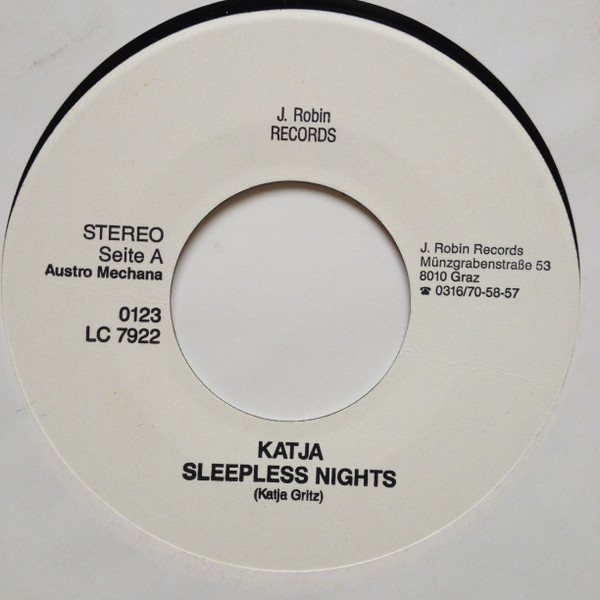 J. Robin
RECORDS
STEREO
Seite A
Austro Mechana
0123
LC 7922
J. Robin Records
Münzgrabenstraße 53
8010 Graz
☎ 0316/70-58-57
KATJA
SLEEPLESS NIGHTS
(Katja Gritz)